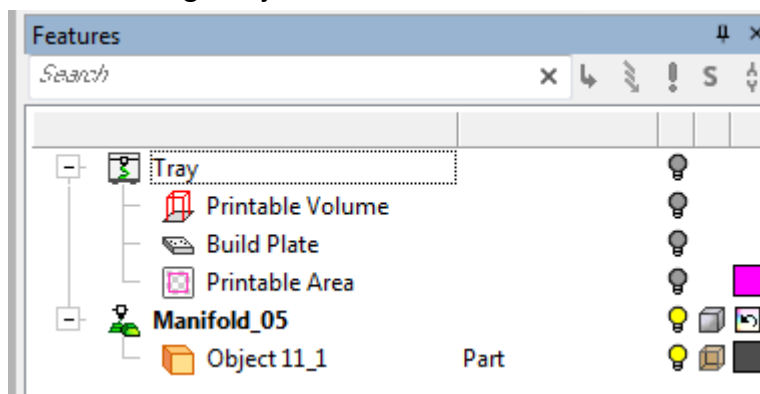 Features
Search
S
Tray
Printable Volume
Build Plate
Printable Area
Manifold_05
Object 11_1 Part